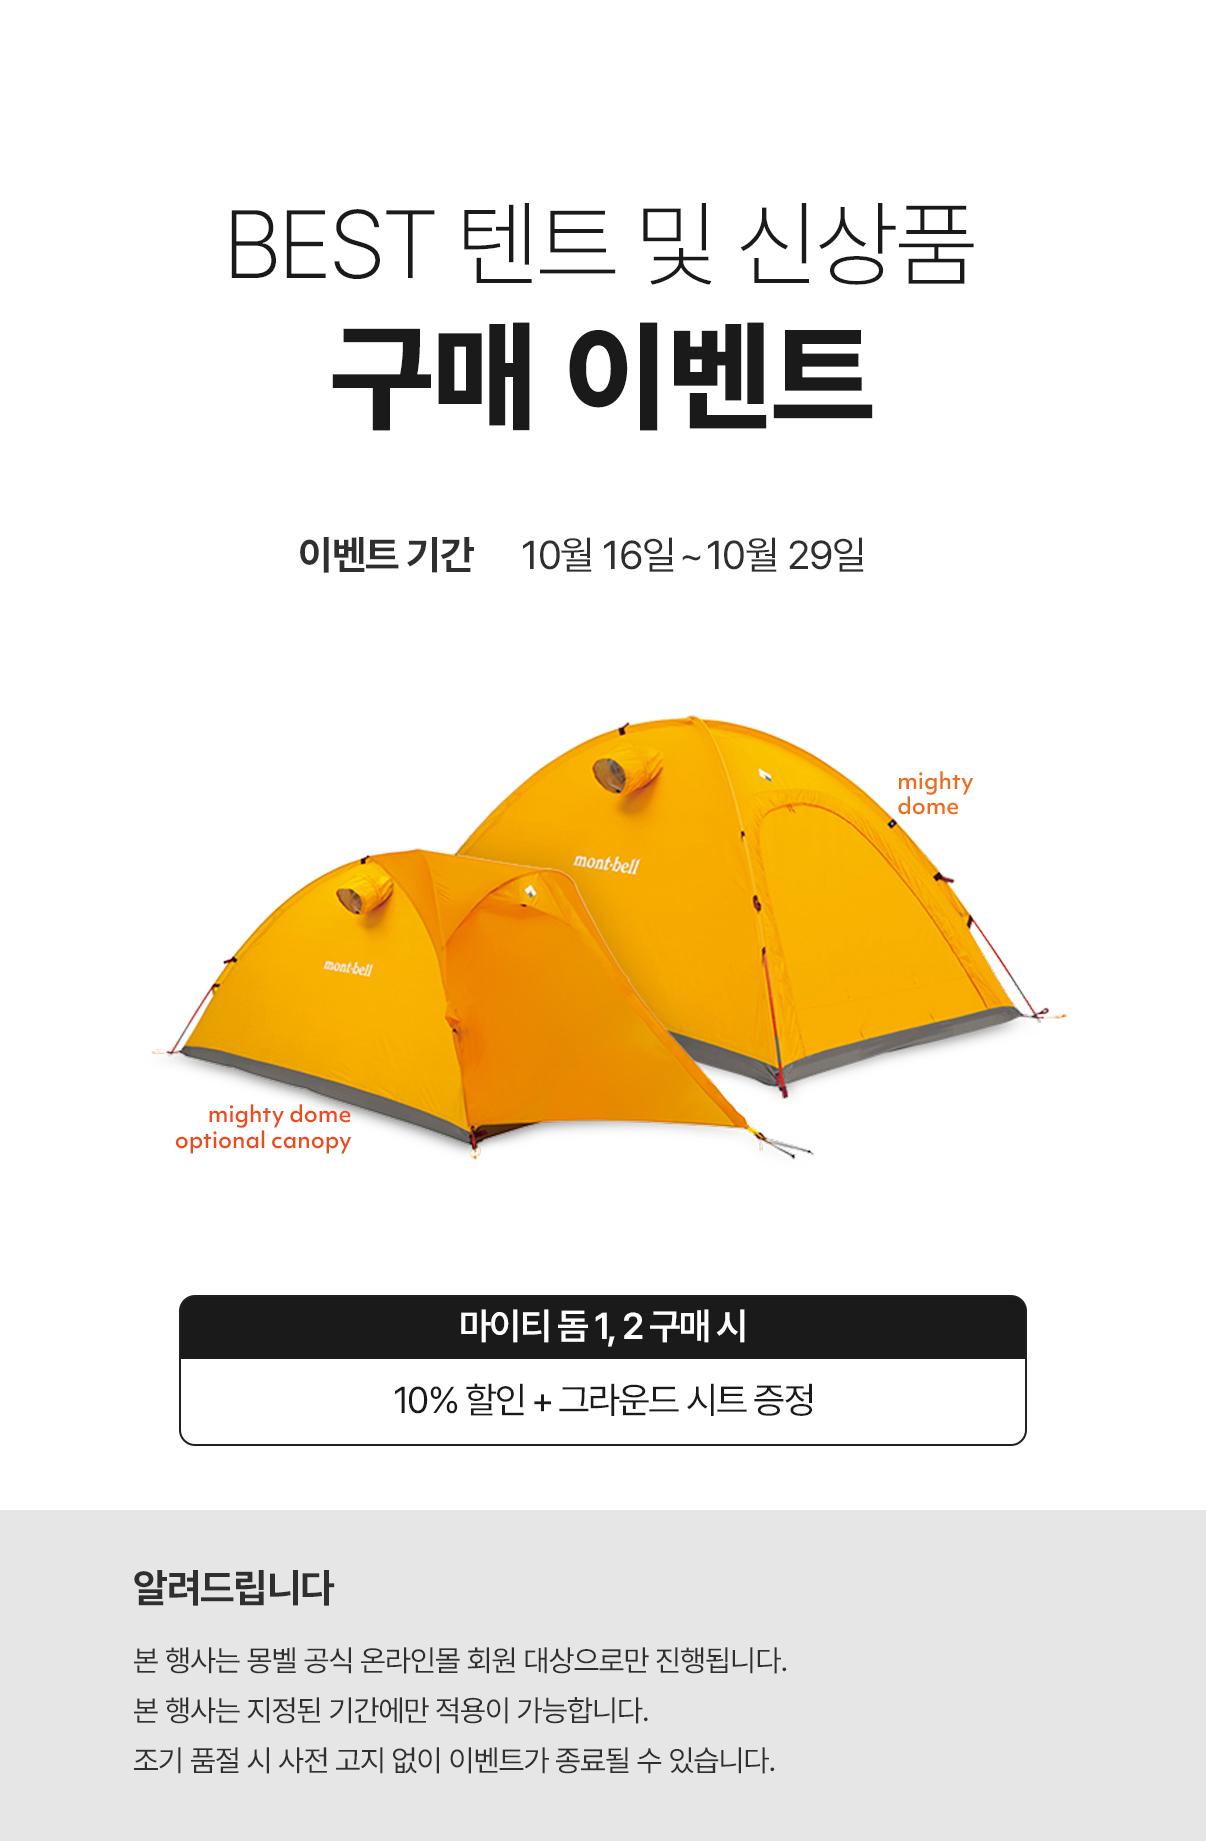 BEST 텐트 및 신상품
구매 이벤트
이벤트 기간 10월 16일 ~ 10월 29일
mighty
dome
mont·bell
mont·bell
mighty dome
optional canopy
마이티 돔 1, 2 구매 시
10% 할인 + 그라운드 시트 증정
알려드립니다
본 행사는 몽벨 공식 온라인몰 회원 대상으로만 진행됩니다.
본 행사는 지정된 기간에만 적용이 가능합니다.
조기 품절 시 사전 고지 없이 이벤트가 종료될 수 있습니다.